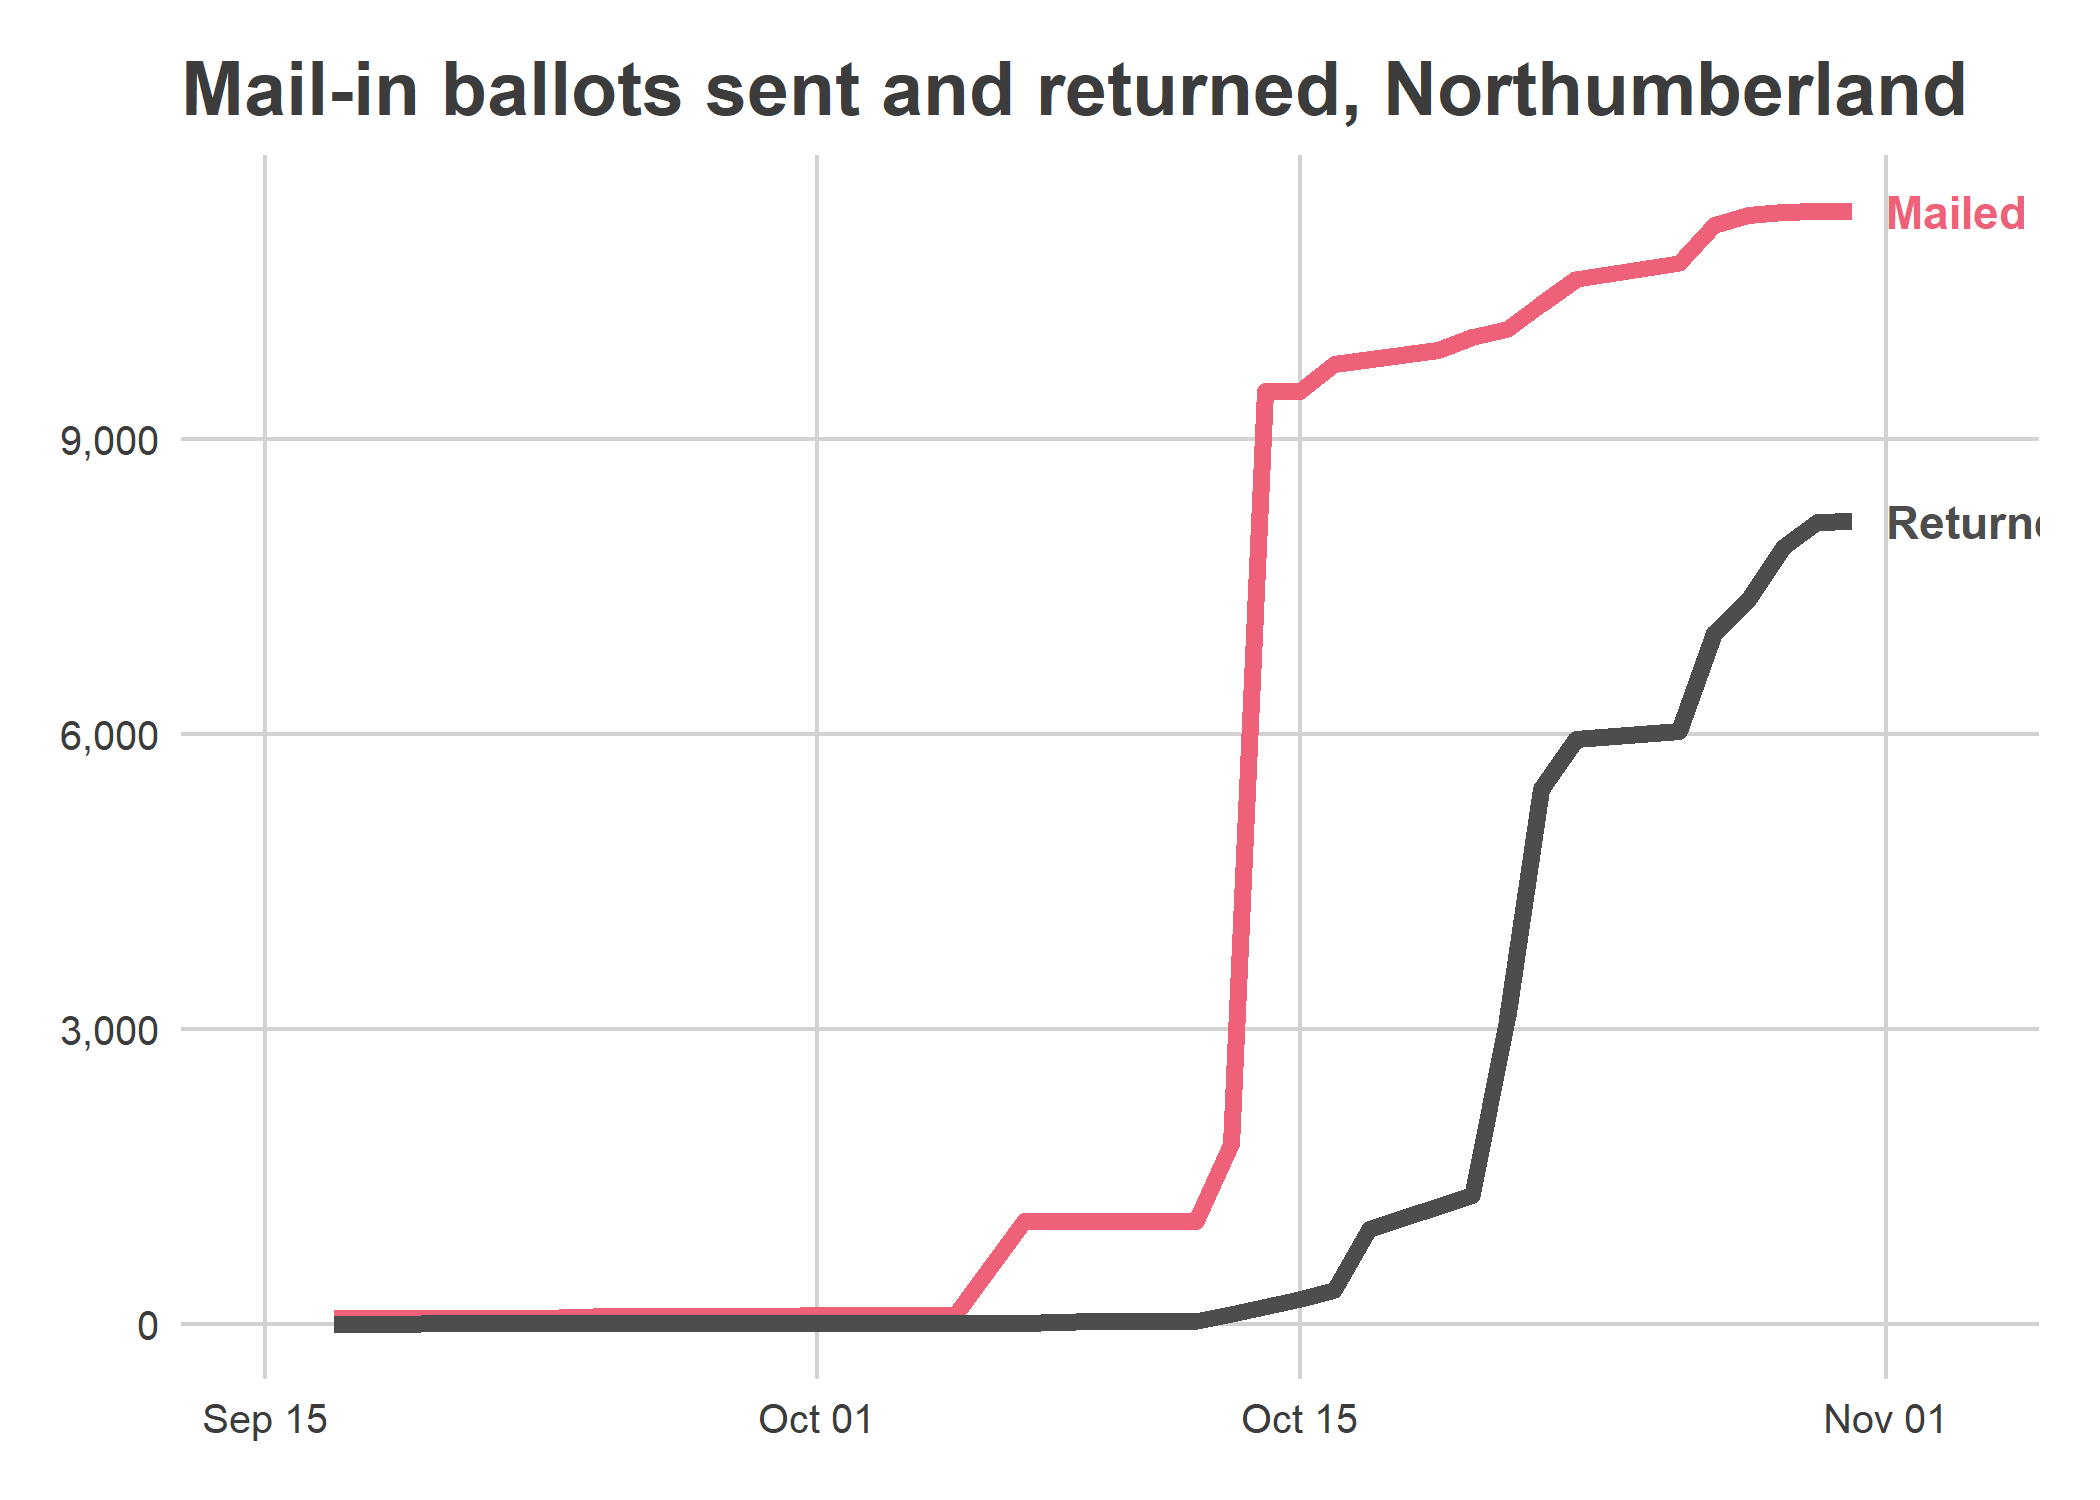 Mail-in ballots sent and returned, Northumberland
Mailed
9,000
Returne
6,000
3,000
0
Sep 15 Oct 01 Oct 15 Nov 01